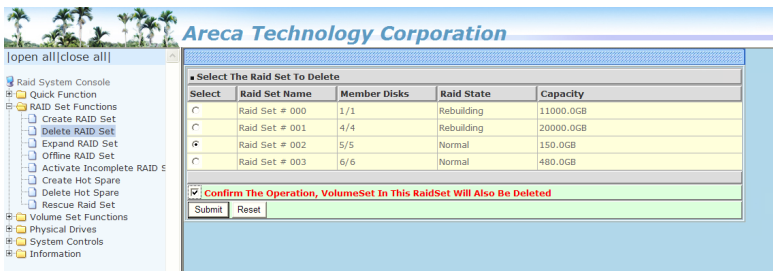 Areca Technology Corporation
|open all|close all|
Raid System Console
Quick Function
RAID Set Functions
Create RAID Set
Delete RAID Set
Expand RAID Set
Offline RAID Set
Activate Incomplete RAID S
Create Hot Spare
Delete Hot Spare
Rescue Raid Set
Volume Set Functions
Physical Drives
System Controls
Information
Select The Raid Set To Delete
Select Raid Set Name Member Disks Raid State Capacity
Raid Set # 000 1/1 Rebuilding 11000.0GB
Raid Set # 001 4/4 Rebuilding 20000.0GB
Raid Set # 002 5/5 Normal 150.0GB
Raid Set # 003 6/6 Normal 480.0GB
Confirm The Operation, VolumeSet In This RaidSet Will Also Be Deleted
Submit Reset